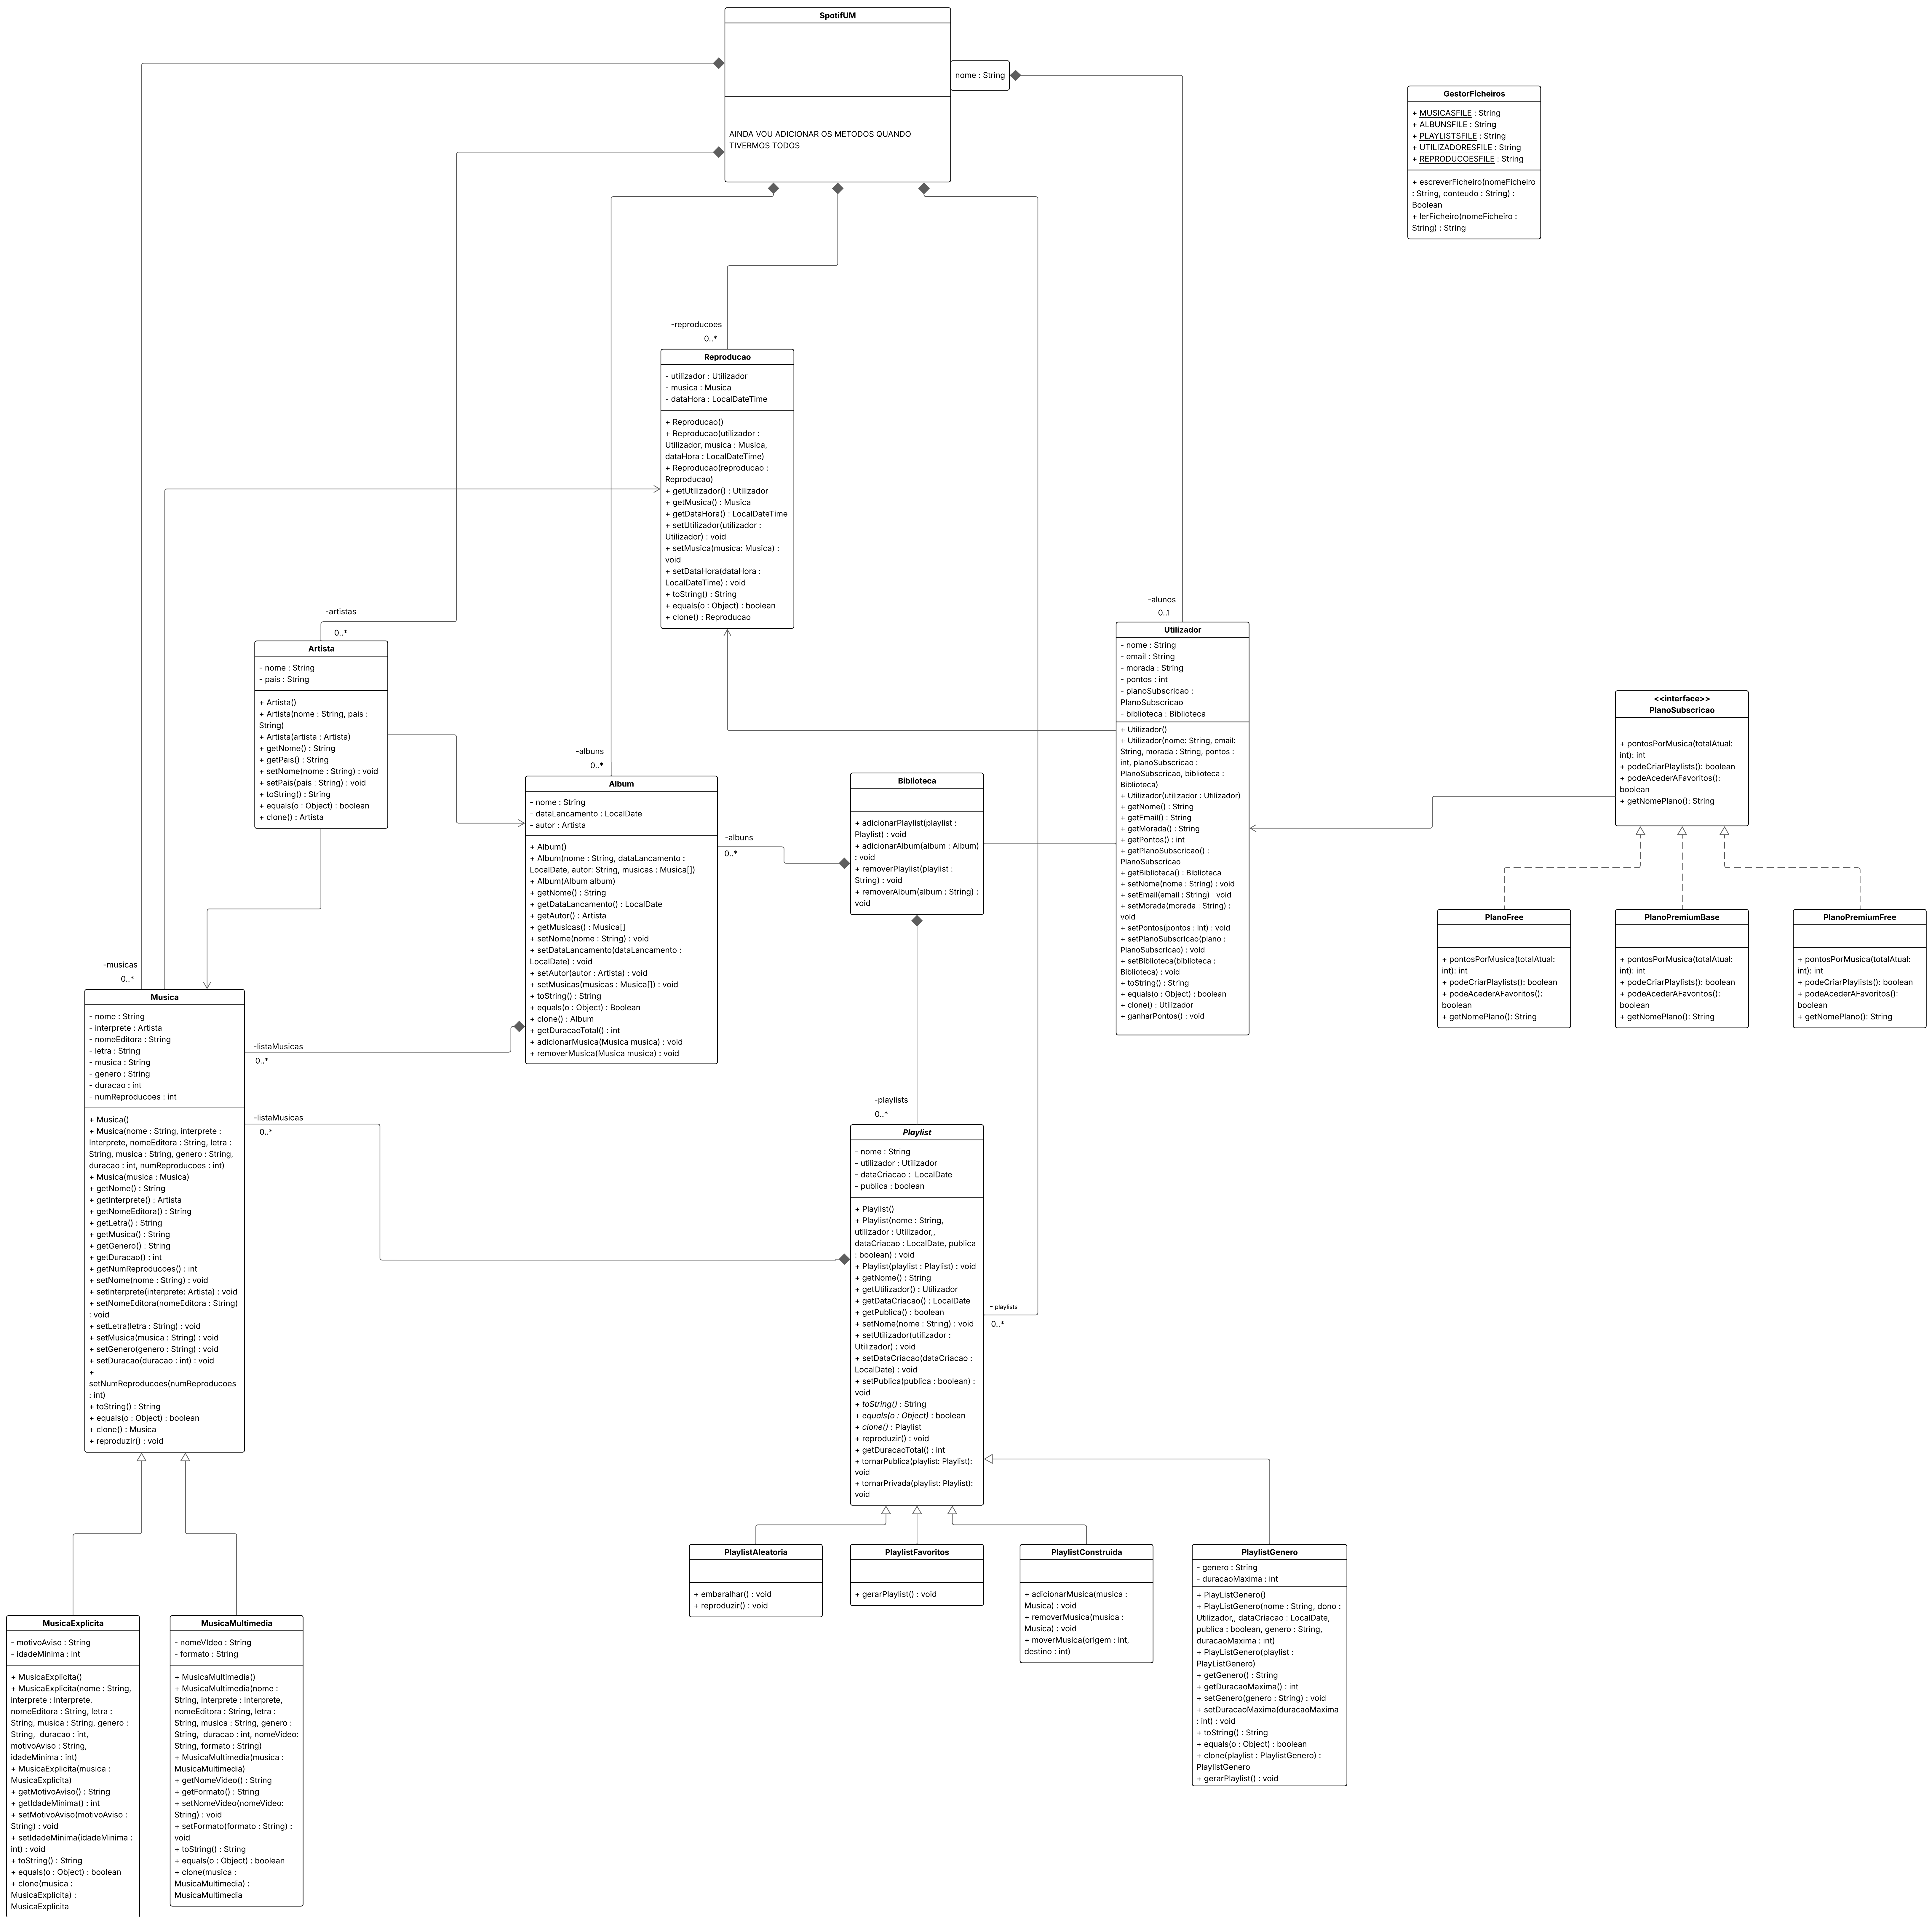 SpotifUM
nome : String
AINDA VOU ADICIONAR OS METODOS QUANDO
TIVERMOS TODOS
GestorFicheiros
+ MUSICASFILE : String
+ ALBUNSFILE : String
+ PLAYLISTSFILE : String
+ UTILIZADORESFILE : String
+ REPRODUCOESFILE : String
+ escreverFicheiro(nomeFicheiro
: String, conteudo : String) :
Boolean
+ lerFicheiro(nomeFicheiro :
String) : String
-reproducoes
0..*
Reproducao
- utilizador : Utilizador
- musica : Musica
- dataHora : LocalDateTime
+ Reproducao()
+ Reproducao(utilizador :
Utilizador, musica : Musica,
dataHora : LocalDateTime)
+ Reproducao(reproducao :
Reproducao)
+ getUtilizador() : Utilizador
+ getMusica() : Musica
+ getDataHora() : LocalDateTime
+ setUtilizador(utilizador :
Utilizador) : void
+ setMusica(musica: Musica) :
void
+ setDataHora(dataHora :
LocalDateTime) : void
+ toString() : String
+ equals(o : Object) : boolean
+ clone() : Reproducao
-artistas
0..*
Artista
- nome : String
- pais : String
+ Artista()
+ Artista(nome : String, pais :
String)
+ Artista(artista : Artista)
+ getNome() : String
+ getPais() : String
+ setNome(nome : String) : void
+ setPais(pais : String) : void
+ toString() : String
+ equals(o : Object) : boolean
+ clone() : Artista
-alunos
0..1
Utilizador
- nome : String
- email : String
- morada : String
- pontos : int
- planoSubscricao :
PlanoSubscricao
- biblioteca : Biblioteca
+ Utilizador()
+ Utilizador(nome: String, email:
String, morada : String, pontos :
int, planoSubscricao :
PlanoSubscricao, biblioteca :
Biblioteca)
+ Utilizador(utilizador : Utilizador)
+ getNome() : String
+ getEmail() : String
+ getMorada() : String
+ getPontos() : int
+ getPlanoSubscricao() :
PlanoSubscricao
+ getBiblioteca() : Biblioteca
+ setNome(nome : String) : void
+ setEmail(email : String) : void
+ setMorada(morada : String) :
void
+ setPontos(pontos : int) : void
+ setPlanoSubscricao(plano :
PlanoSubscricao) : void
+ setBiblioteca(biblioteca :
Biblioteca) : void
+ toString() : String
+ equals(o : Object) : boolean
+ clone() : Utilizador
+ ganharPontos() : void
<<interface>>
PlanoSubscricao
+ pontosPorMusica(totalAtual:
int): int
+ podeCriarPlaylists(): boolean
+ podeAcederAFavoritos():
boolean
+ getNomePlano(): String
-albuns
0..*
Album
- nome : String
- dataLancamento : LocalDate
- autor : Artista
+ Album()
+ Album(nome : String, dataLancamento :
LocalDate, autor: String, musicas : Musica[])
+ Album(Album album)
+ getNome() : String
+ getDataLancamento() : LocalDate
+ getAutor() : Artista
+ getMusicas() : Musica[]
+ setNome(nome : String) : void
+ setDataLancamento(dataLancamento :
LocalDate) : void
+ setAutor(autor : Artista) : void
+ setMusicas(musicas : Musica[]) : void
+ toString() : String
+ equals(o : Object) : Boolean
+ clone() : Album
+ getDuracaoTotal() : int
+ adicionarMusica(Musica musica) : void
+ removerMusica(Musica musica) : void
-albuns
0..*
Biblioteca
+ adicionarPlaylist(playlist :
Playlist) : void
+ adicionarAlbum(album : Album)
: void
+ removerPlaylist(playlist :
String) : void
+ removerAlbum(album : String) :
void
PlanoFree
+ pontosPorMusica(totalAtual:
int): int
+ podeCriarPlaylists(): boolean
+ podeAcederAFavoritos():
boolean
+ getNomePlano(): String
PlanoPremiumBase
+ pontosPorMusica(totalAtual:
int): int
+ podeCriarPlaylists(): boolean
+ podeAcederAFavoritos():
boolean
+ getNomePlano(): String
PlanoPremiumFree
+ pontosPorMusica(totalAtual:
int): int
+ podeCriarPlaylists(): boolean
+ podeAcederAFavoritos():
boolean
+ getNomePlano(): String
-musicas
0..*
Musica
- nome : String
- interprete : Artista
- nomeEditora : String
- letra : String
- musica : String
- genero : String
- duracao : int
- numReproducoes : int
+ Musica()
+ Musica(nome : String, interprete :
Interprete, nomeEditora : String, letra :
String, musica : String, genero : String,
duracao : int, numReproducoes : int)
+ Musica(musica : Musica)
+ getNome() : String
+ getInterprete() : Artista
+ getNomeEditora() : String
+ getLetra() : String
+ getMusica() : String
+ getGenero() : String
+ getDuracao() : int
+ getNumReproducoes() : int
+ setNome(nome : String) : void
+ setInterprete(interprete: Artista) : void
+ setNomeEditora(nomeEditora : String)
: void
+ setLetra(letra : String) : void
+ setMusica(musica : String) : void
+ setGenero(genero : String) : void
+ setDuracao(duracao : int) : void
+
setNumReproducoes(numReproducoes
: int)
+ toString() : String
+ equals(o : Object) : boolean
+ clone() : Musica
+ reproduzir() : void
-listaMusicas
0..*
-listaMusicas
0..*
-playlists
0..*
Playlist
- nome : String
- utilizador : Utilizador
- dataCriacao :  LocalDate
- publica : boolean
+ Playlist()
+ Playlist(nome : String,
utilizador : Utilizador,,
dataCriacao : LocalDate, publica
: boolean) : void
+ Playlist(playlist : Playlist) : void
+ getNome() : String
+ getUtilizador() : Utilizador
+ getDataCriacao() : LocalDate
+ getPublica() : boolean
+ setNome(nome : String) : void
+ setUtilizador(utilizador :
Utilizador) : void
+ setDataCriacao(dataCriacao :
LocalDate) : void
+ setPublica(publica : boolean) :
void
+ toString() : String
+ equals(o : Object) : boolean
+ clone() : Playlist
+ reproduzir() : void
+ getDuracaoTotal() : int
+ tornarPublica(playlist: Playlist):
void
+ tornarPrivada(playlist: Playlist):
void
- playlists
0..*
PlaylistAleatoria
+ embaralhar() : void
+ reproduzir() : void
PlaylistFavoritos
+ gerarPlaylist() : void
PlaylistConstruida
+ adicionarMusica(musica :
Musica) : void
+ removerMusica(musica :
Musica) : void
+ moverMusica(origem : int,
destino : int)
PlaylistGenero
- genero : String
- duracaoMaxima : int
+ PlayListGenero()
+ PlayListGenero(nome : String, dono :
Utilizador,, dataCriacao : LocalDate,
publica : boolean, genero : String,
duracaoMaxima : int)
+ PlayListGenero(playlist :
PlayListGenero)
+ getGenero() : String
+ getDuracaoMaxima() : int
+ setGenero(genero : String) : void
+ setDuracaoMaxima(duracaoMaxima
: int) : void
+ toString() : String
+ equals(o : Object) : boolean
+ clone(playlist : PlaylistGenero) :
PlaylistGenero
+ gerarPlaylist() : void
MusicaExplicita
- motivoAviso : String
- idadeMinima : int
+ MusicaExplicita()
+ MusicaExplicita(nome : String,
interprete : Interprete,
nomeEditora : String, letra :
String, musica : String, genero :
String,  duracao : int,
motivoAviso : String,
idadeMinima : int)
+ MusicaExplicita(musica :
MusicaExplicita)
+ getMotivoAviso() : String
+ getIdadeMinima() : int
+ setMotivoAviso(motivoAviso :
String) : void
+ setIdadeMinima(idadeMinima :
int) : void
+ toString() : String
+ equals(o : Object) : boolean
+ clone(musica :
MusicaExplicita) :
MusicaExplicita
MusicaMultimedia
- nomeVIdeo : String
- formato : String
+ MusicaMultimedia()
+ MusicaMultimedia(nome :
String, interprete : Interprete,
nomeEditora : String, letra :
String, musica : String, genero :
String,  duracao : int, nomeVideo:
String, formato : String)
+ MusicaMultimedia(musica :
MusicaMultimedia)
+ getNomeVideo() : String
+ getFormato() : String
+ setNomeVideo(nomeVideo:
String) : void
+ setFormato(formato : String) :
void
+ toString() : String
+ equals(o : Object) : boolean
+ clone(musica :
MusicaMultimedia) :
MusicaMultimedia